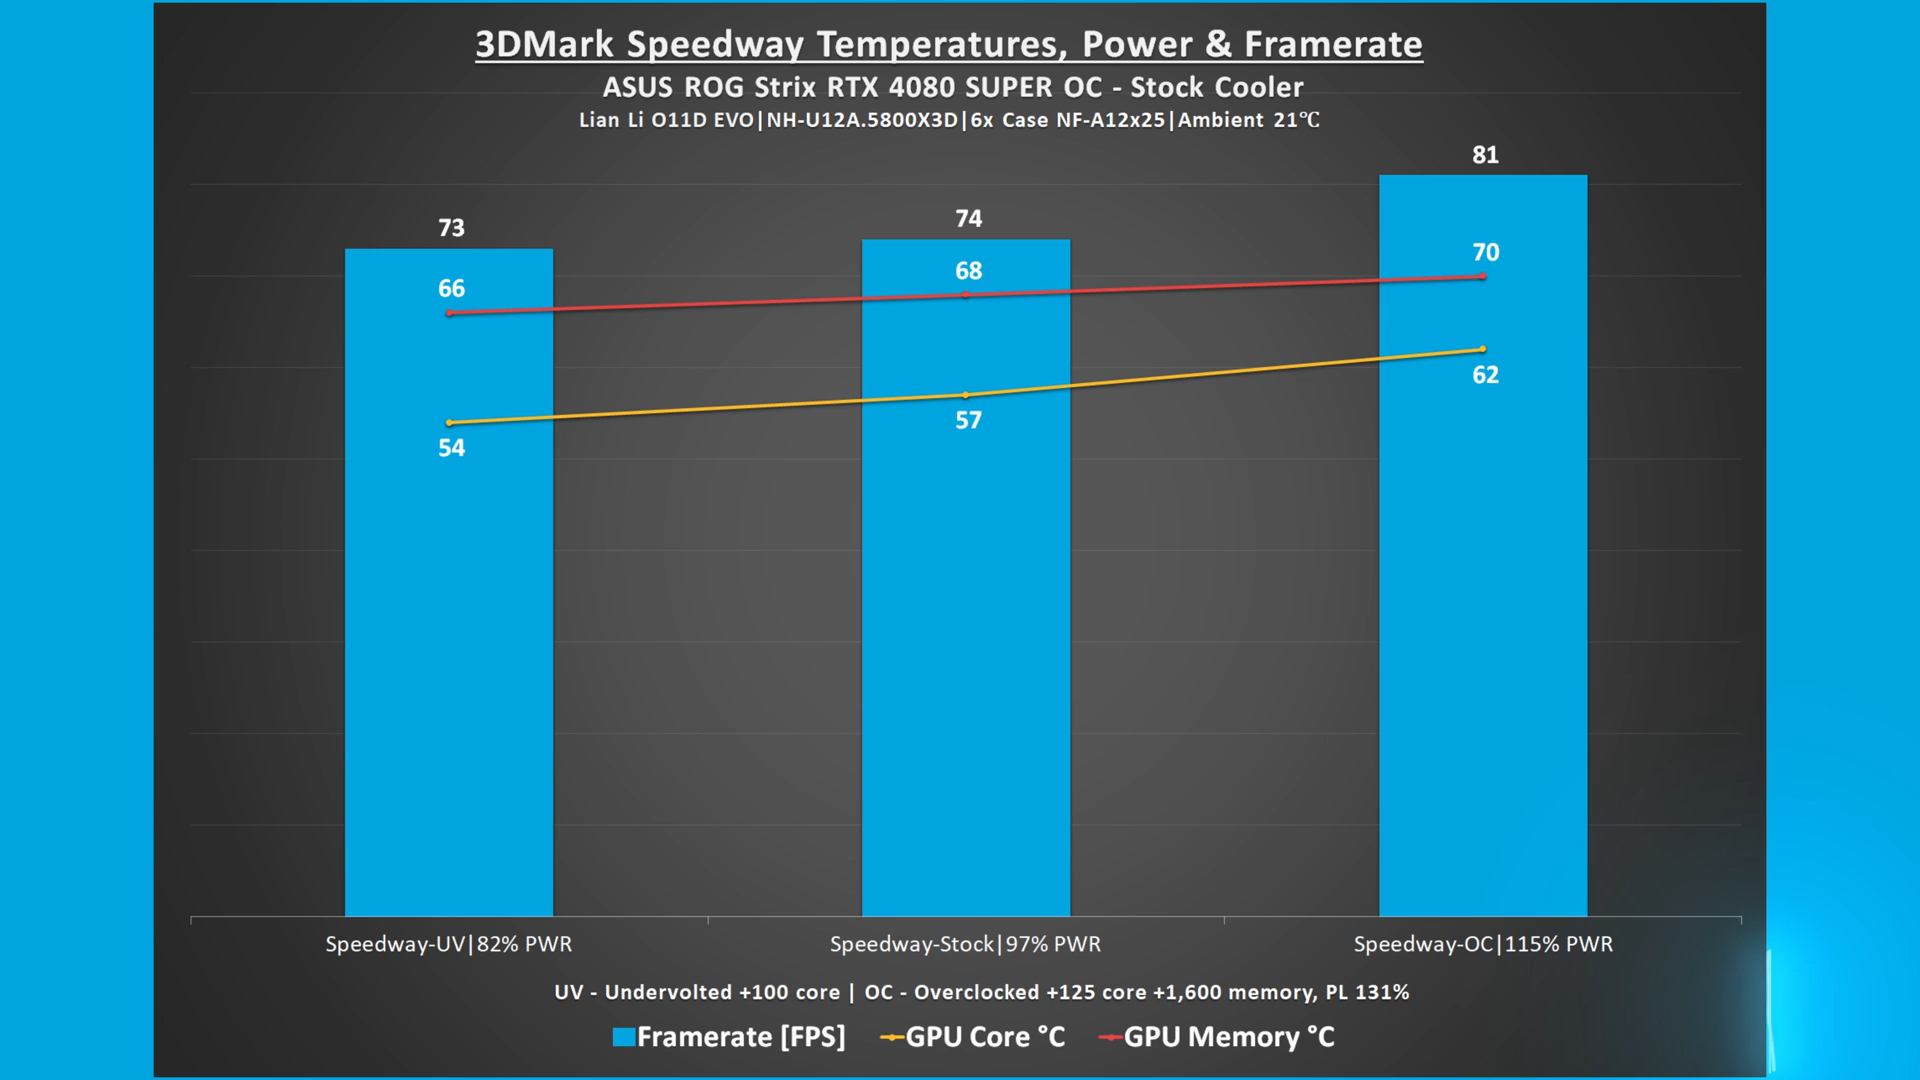 3DMark Speedway Temperatures, Power & Framerate
ASUS ROG Strix RTX 4080 SUPER OC - Stock Cooler
Lian Li O11D EVO|NH-U12A.5800X3D|6x Case NF-A12x25|Ambient 21℃
73
74
81
66
68
70
54
57
62
Speedway-UV|82% PWR
Speedway-Stock|97% PWR
Speedway-OC|115% PWR
UV - Undervolted +100 core | OC - Overclocked +125 core +1,600 memory, PL 131%
Framerate [FPS]
GPU Core °C
GPU Memory °C